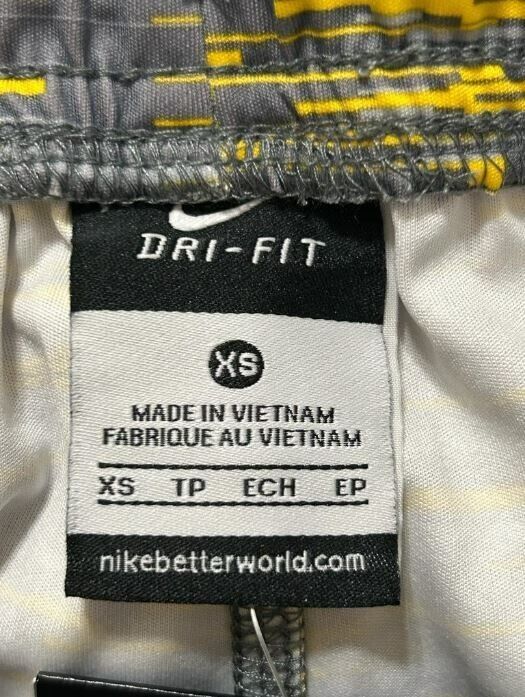 DRI-FIT
XS
MADE IN VIETNAM
FABRIQUE AU VIETNAM
XS TP ECH EP
nikebetterworld.com